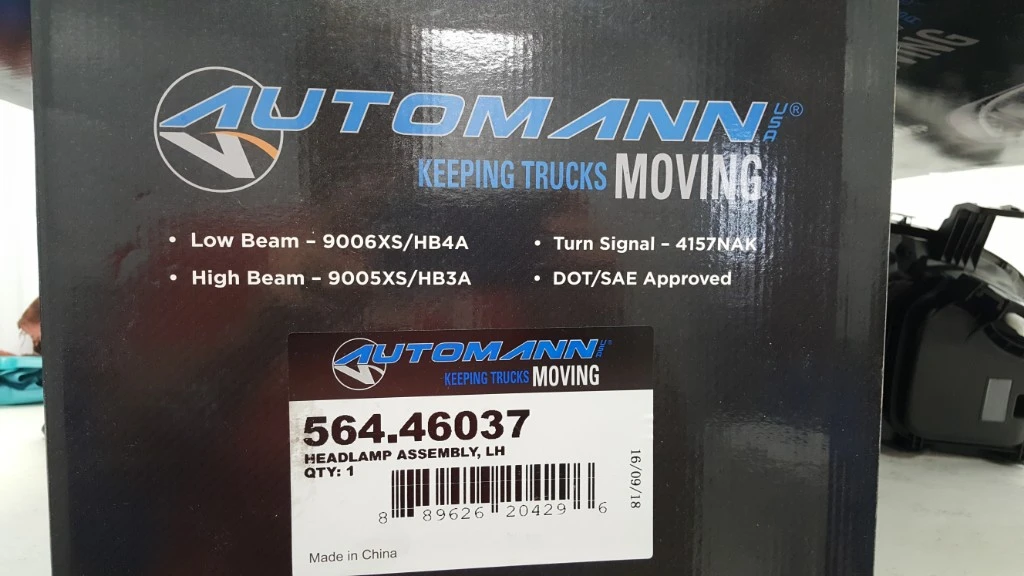 AUTOMANN USA®
KEEPING TRUCKS MOVING
• Low Beam – 9006XS/HB4A
• High Beam – 9005XS/HB3A
• Turn Signal – 4157NAK
• DOT/SAE Approved
AUTOMANN
KEEPING TRUCKS MOVING
564.46037
HEADLAMP ASSEMBLY, LH
QTY: 1
8 89626 20429 6
16/09/18
Made in China